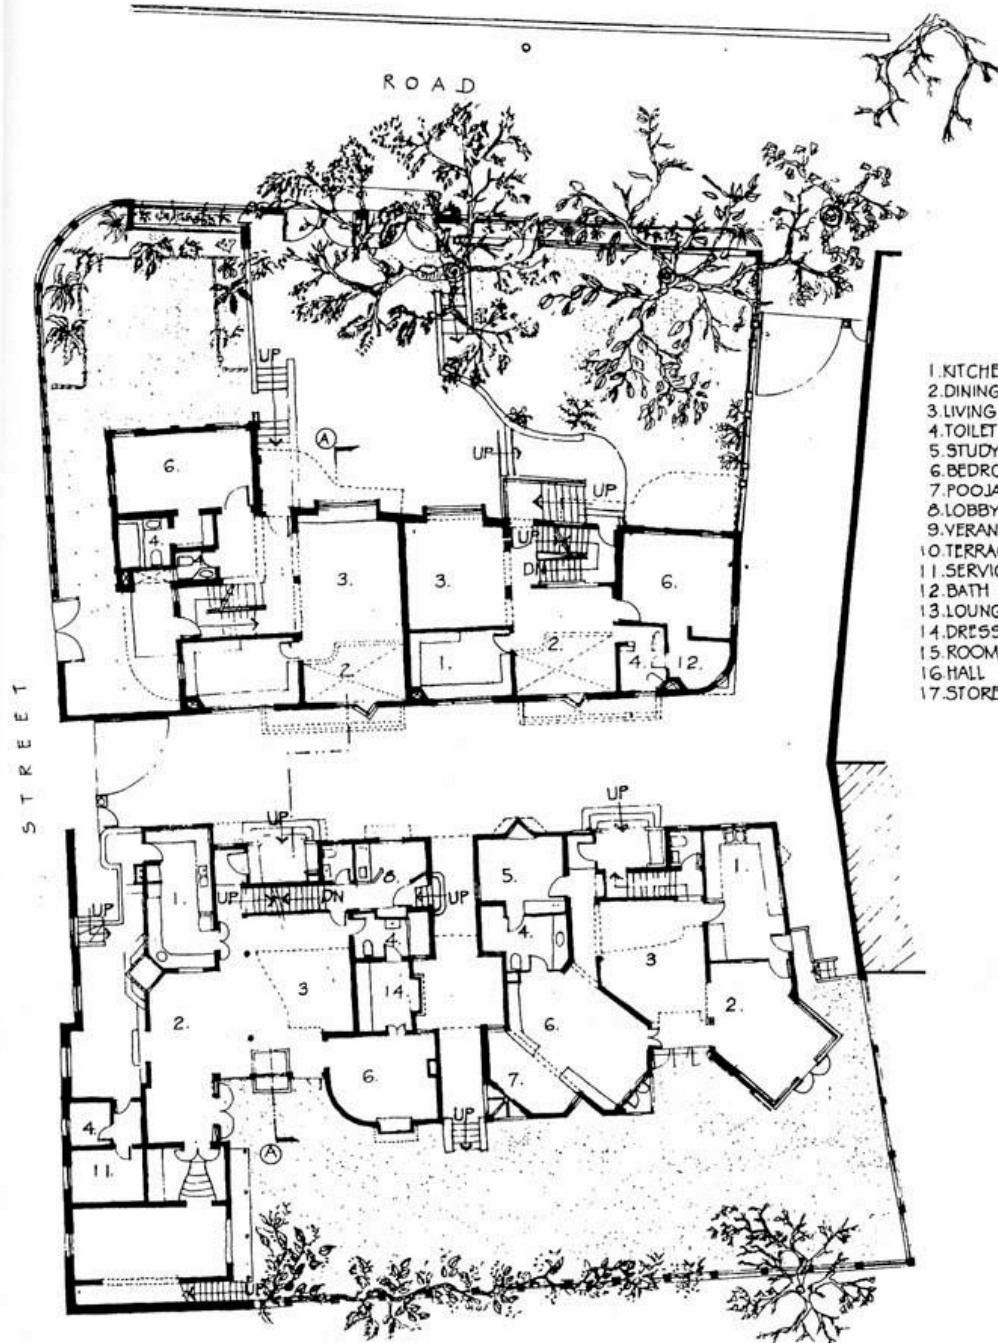 ROAD
UP
6.
A
UP
UP
4.
UP
3.
3.
DN
6.
2.
1.
2.
4.
12.
STREET
1.KITCHE
2.DINING
3.LIVING
4.TOILET
5.STUDY
6.BEDRO
7.POOJA
8.LOBBY
9.VERAN
10.TERRA
11.SERVIC
12.BATH
13.LOUNG
14.DRESS
15.ROOM
16.HALL
17.STORE
UP
UP
1.
8.
5.
1.
UP
DN
UP
UP
4.
4.
3
3
14
2.
2.
6.
6.
7.
4.
UP
A
11.
UP